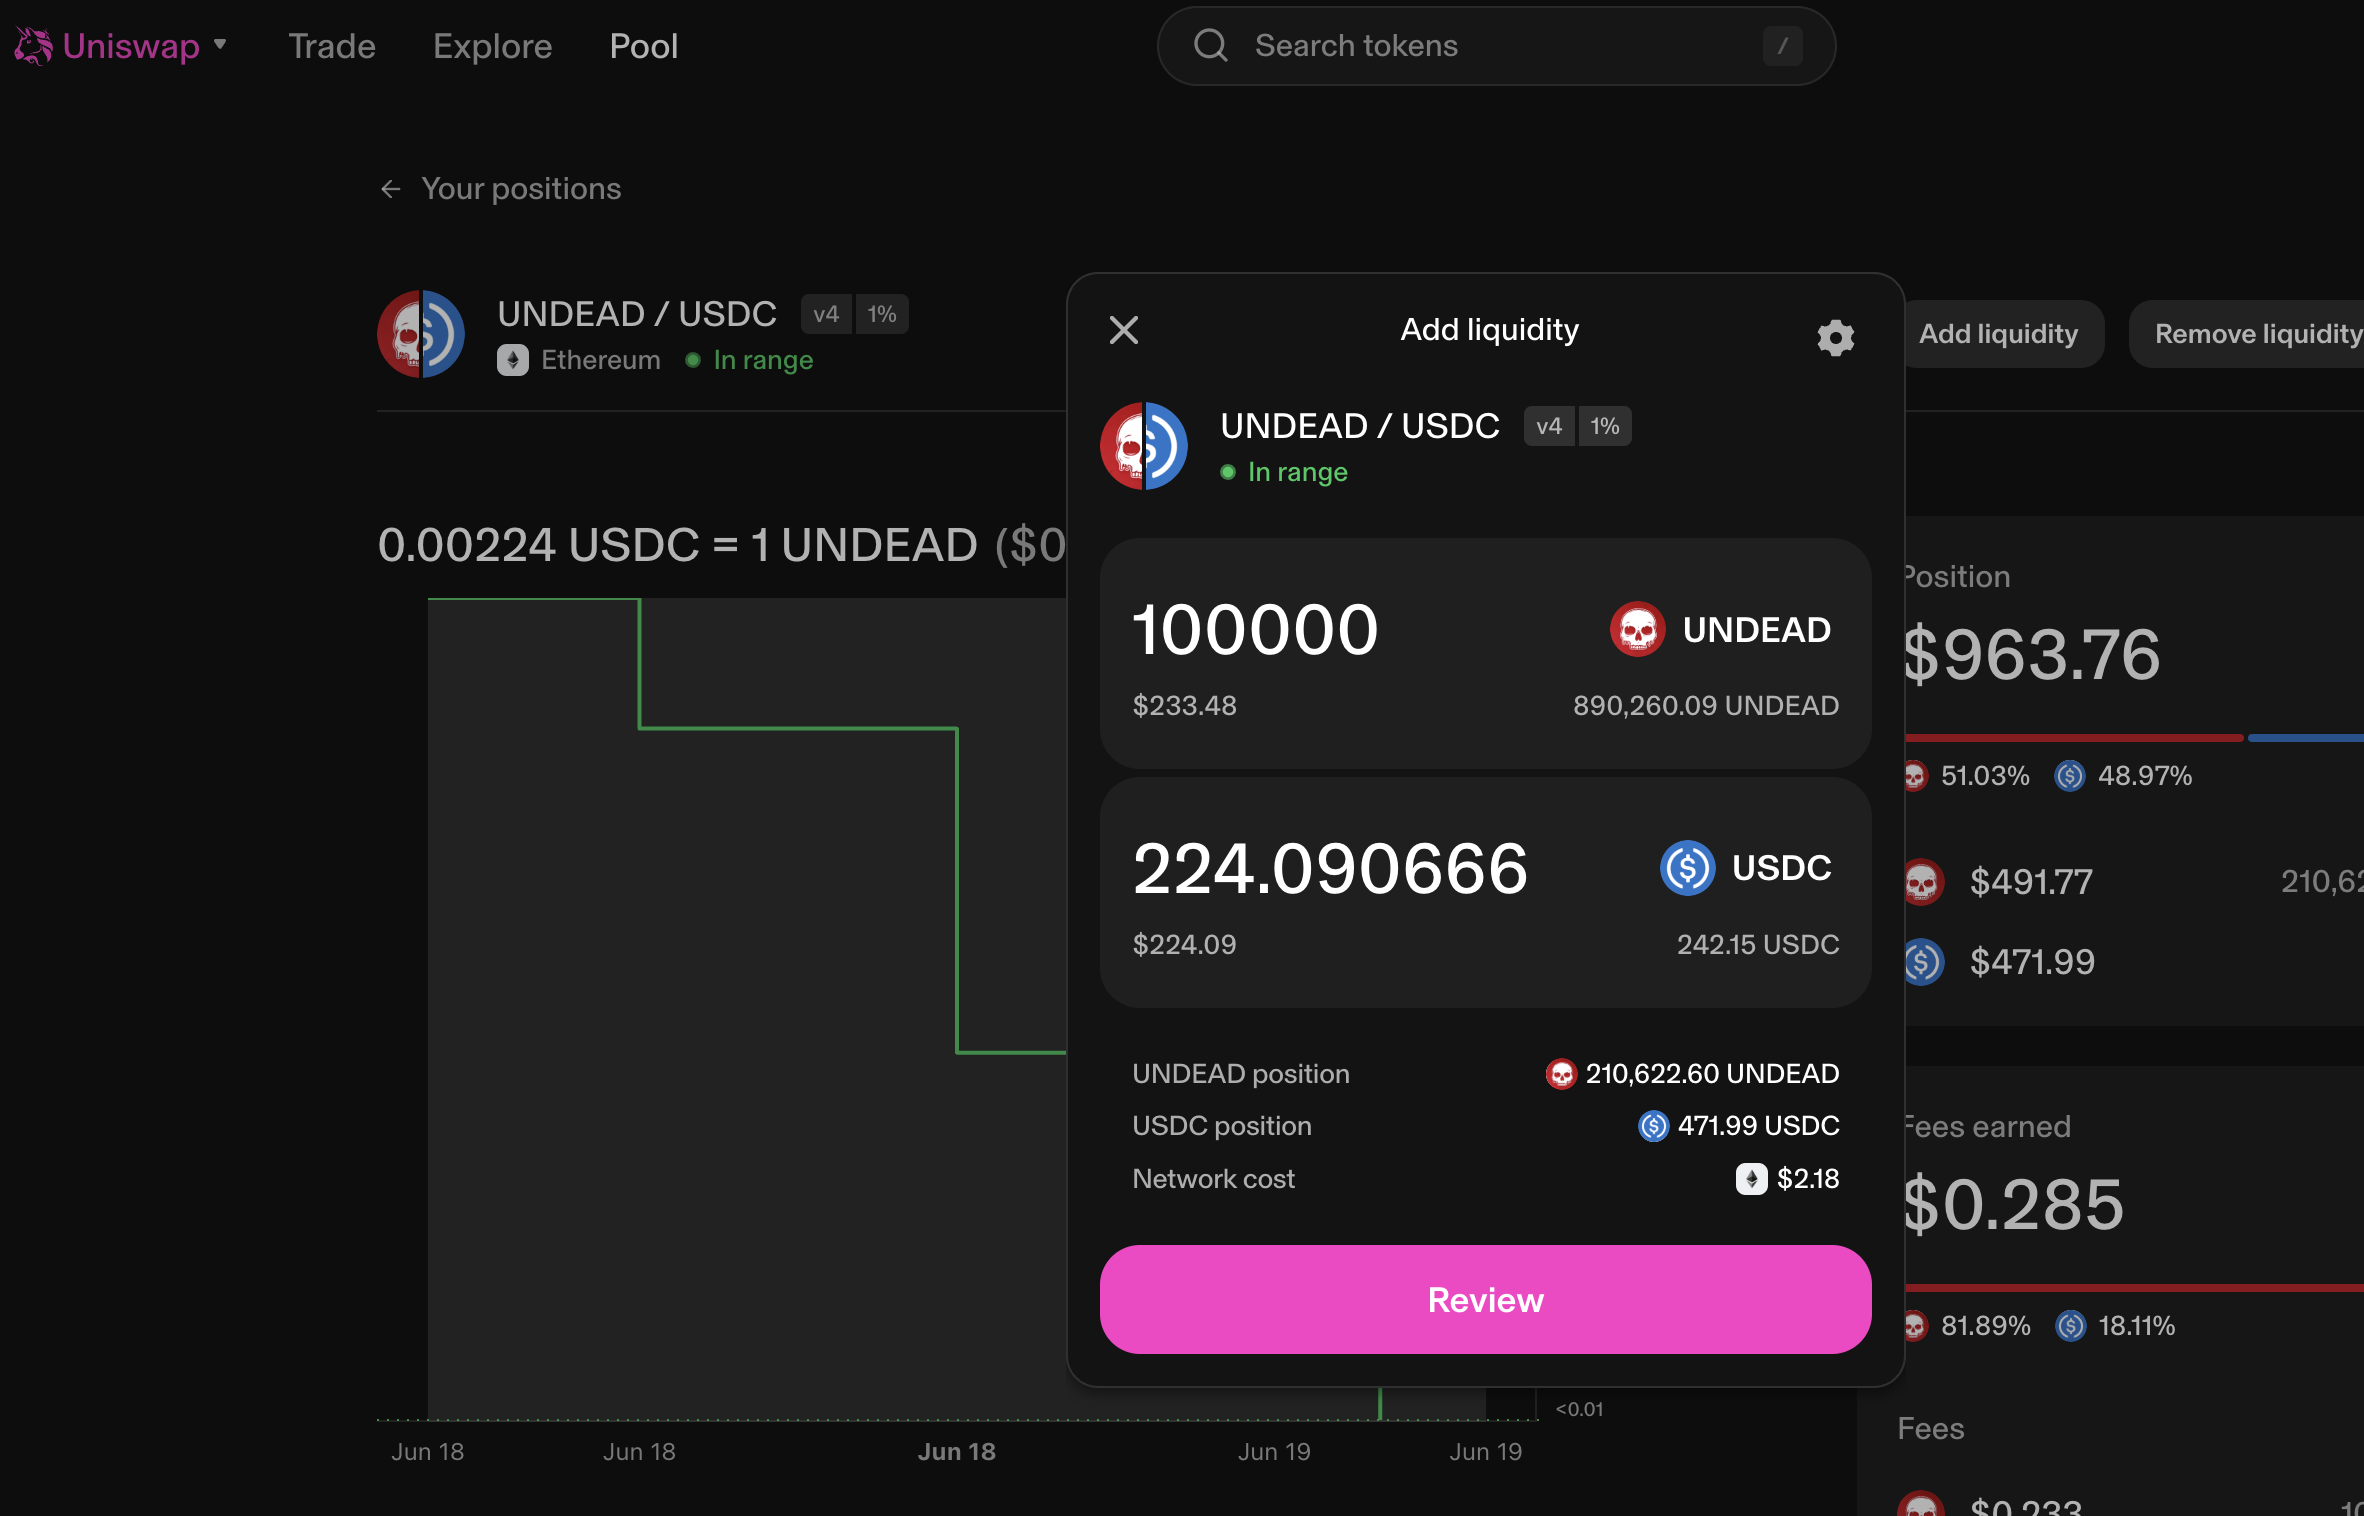 Uniswap
Trade
Explore
Pool
Search tokens
/
← Your positions
UNDEAD / USDC
v4
1%
Ethereum
In range
0.00224 USDC = 1 UNDEAD ($0
Jun 18
Jun 18
Jun 18
Jun 19
Jun 19
<0.01
Add liquidity
UNDEAD / USDC
v4
1%
In range
100000
UNDEAD
$233.48
890,260.09 UNDEAD
224.090666
USDC
$224.09
242.15 USDC
UNDEAD position
210,622.60 UNDEAD
USDC position
471.99 USDC
Network cost
$2.18
Review
Add liquidity
Remove liquidity
Position
$963.76
51.03%
48.97%
$491.77
210,62
$471.99
Fees earned
$0.285
81.89%
18.11%
Fees
$0.233